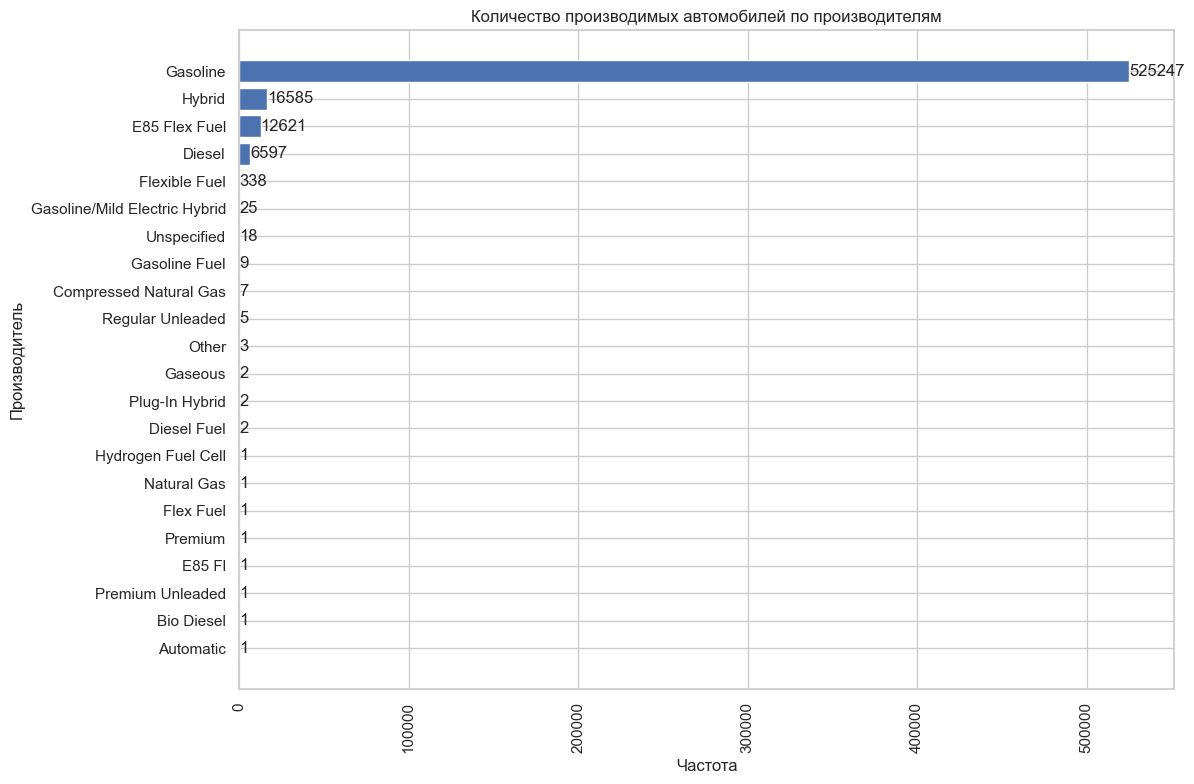 Количество производимых автомобилей по производителям
Gasoline 525247
Hybrid 16585
E85 Flex Fuel 12621
Diesel 6597
Flexible Fuel 338
Gasoline/Mild Electric Hybrid 25
Unspecified 18
Gasoline Fuel 9
Compressed Natural Gas 7
Regular Unleaded 5
Other 3
Gaseous 2
Plug-In Hybrid 2
Diesel Fuel 2
Hydrogen Fuel Cell 1
Natural Gas 1
Flex Fuel 1
Premium 1
E85 Fl 1
Premium Unleaded 1
Bio Diesel 1
Automatic 1
Производитель
0 100000 200000 300000 400000 500000
Частота